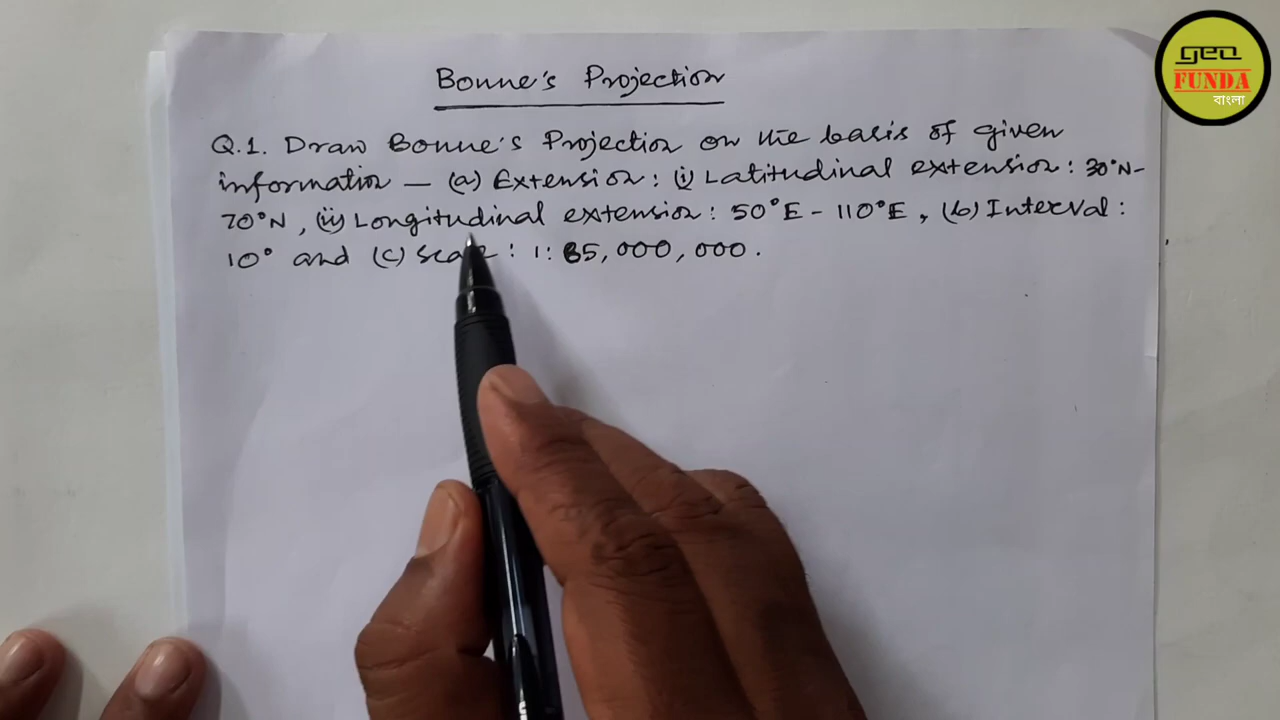 geo
FUNDA
বাংলা
Bonne's Projection
Q.1. Draw Bonne's Projection on the basis of given
information — (a) Extension: (i) Latitudinal extension: 30°N-
70°N, (ii) Longitudinal extension: 50°E - 110°E, (b) Interval:
10° and (c) : 1: 85,000,000.